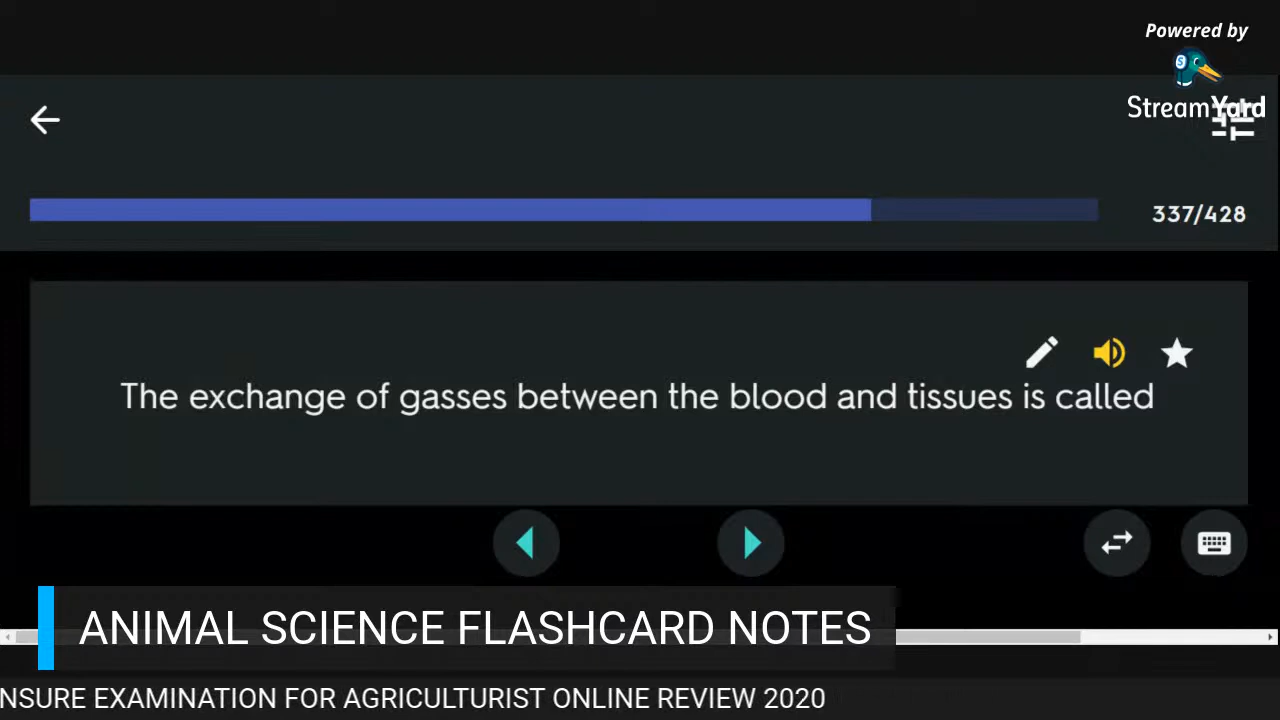 Powered by
StreamYard
337/428
The exchange of gasses between the blood and tissues is called
ANIMAL SCIENCE FLASHCARD NOTES
NSURE EXAMINATION FOR AGRICULTURIST ONLINE REVIEW 2020